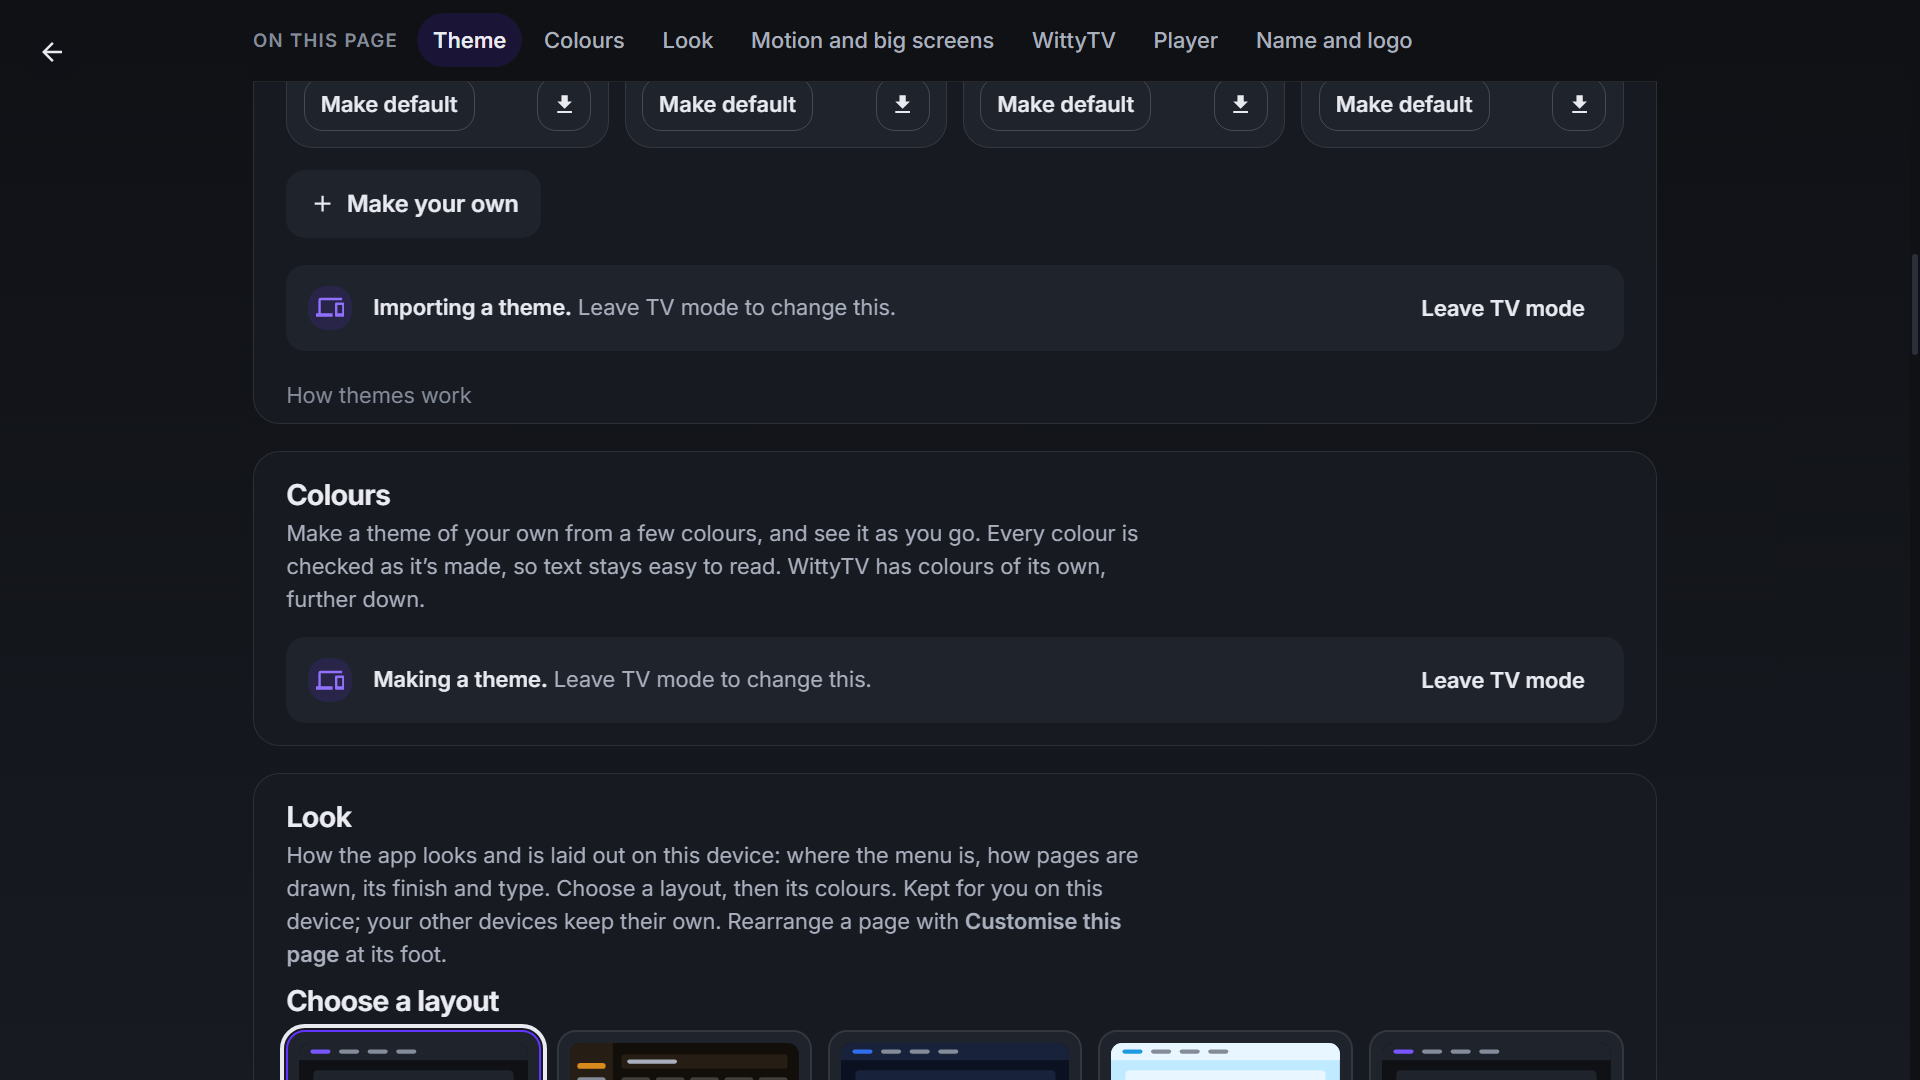 ON THIS PAGE Theme Colours Look Motion and big screens WittyTV Player Name and logo
Make default Make default Make default Make default
+ Make your own
Importing a theme. Leave TV mode to change this. Leave TV mode
How themes work
Colours
Make a theme of your own from a few colours, and see it as you go. Every colour is
checked as it’s made, so text stays easy to read. WittyTV has colours of its own,
further down.
Making a theme. Leave TV mode to change this. Leave TV mode
Look
How the app looks and is laid out on this device: where the menu is, how pages are
drawn, its finish and type. Choose a layout, then its colours. Kept for you on this
device; your other devices keep their own. Rearrange a page with Customise this
page at its foot.
Choose a layout